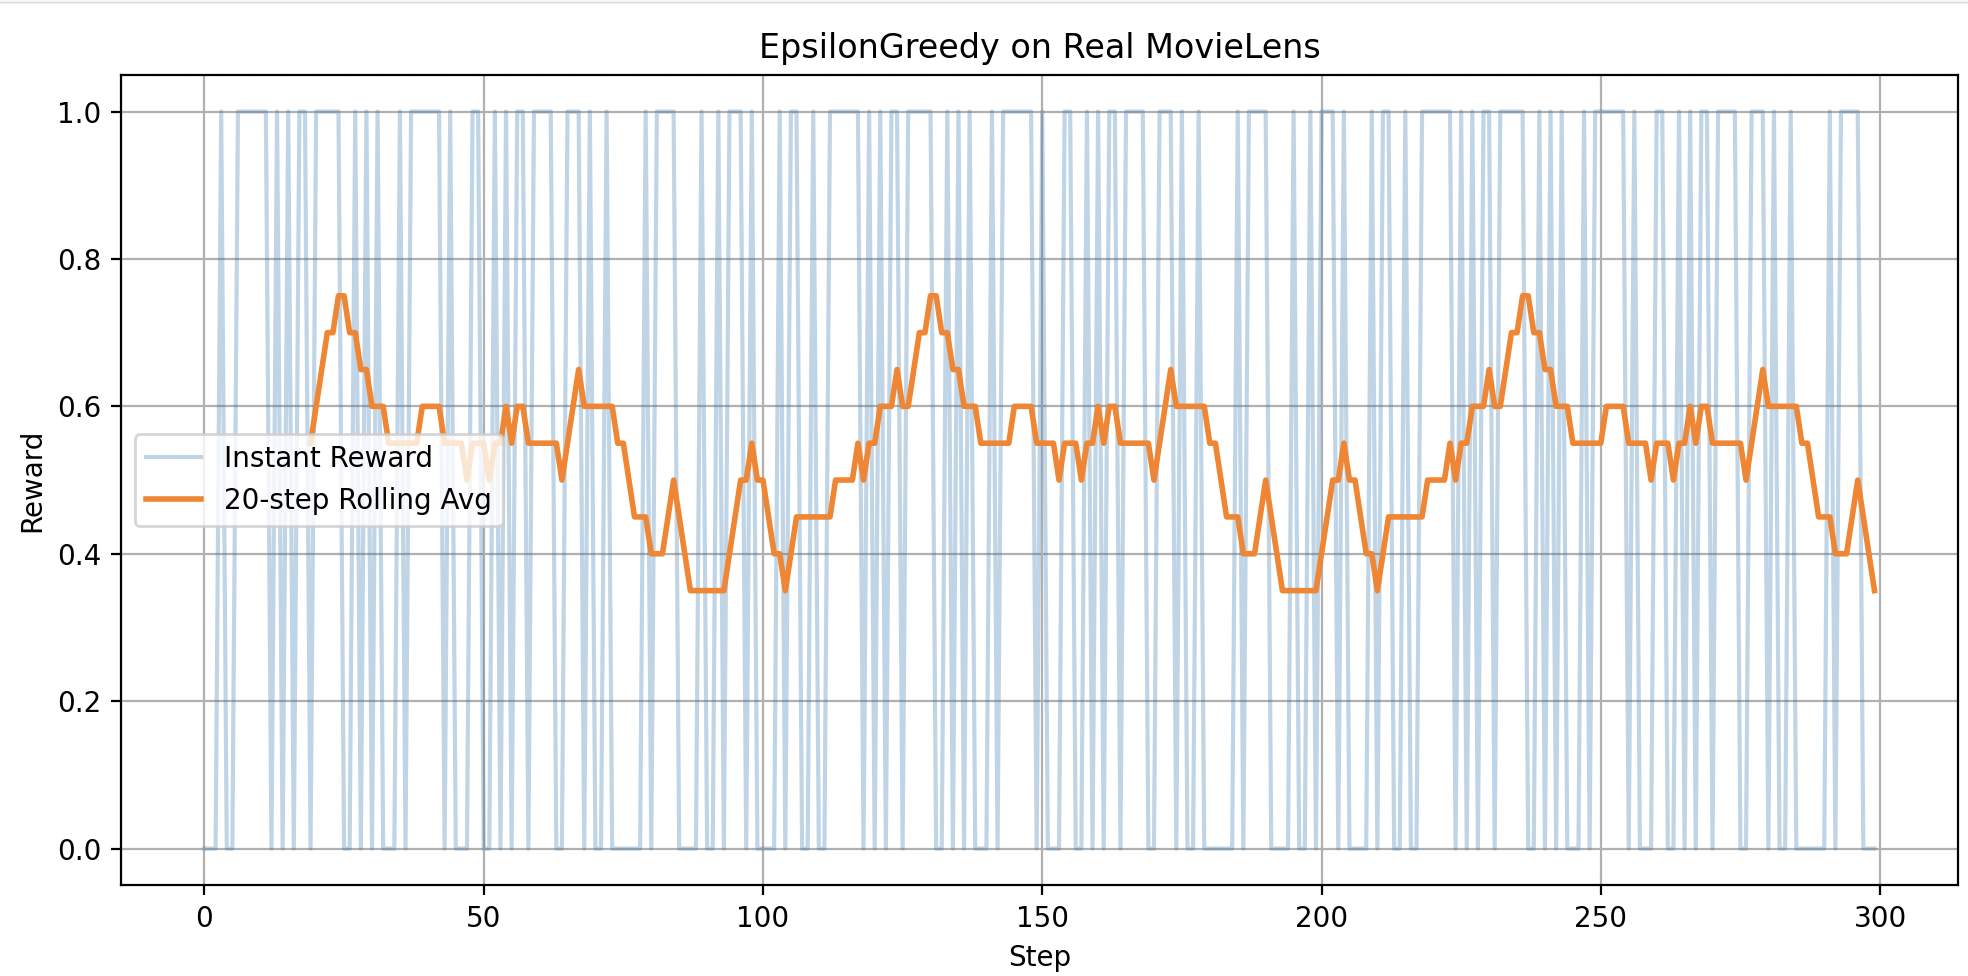 EpsilonGreedy on Real MovieLens
Reward
1.0
0.8
0.6
0.4
0.2
0.0
Instant Reward
20-step Rolling Avg
0 50 100 150 200 250 300
Step